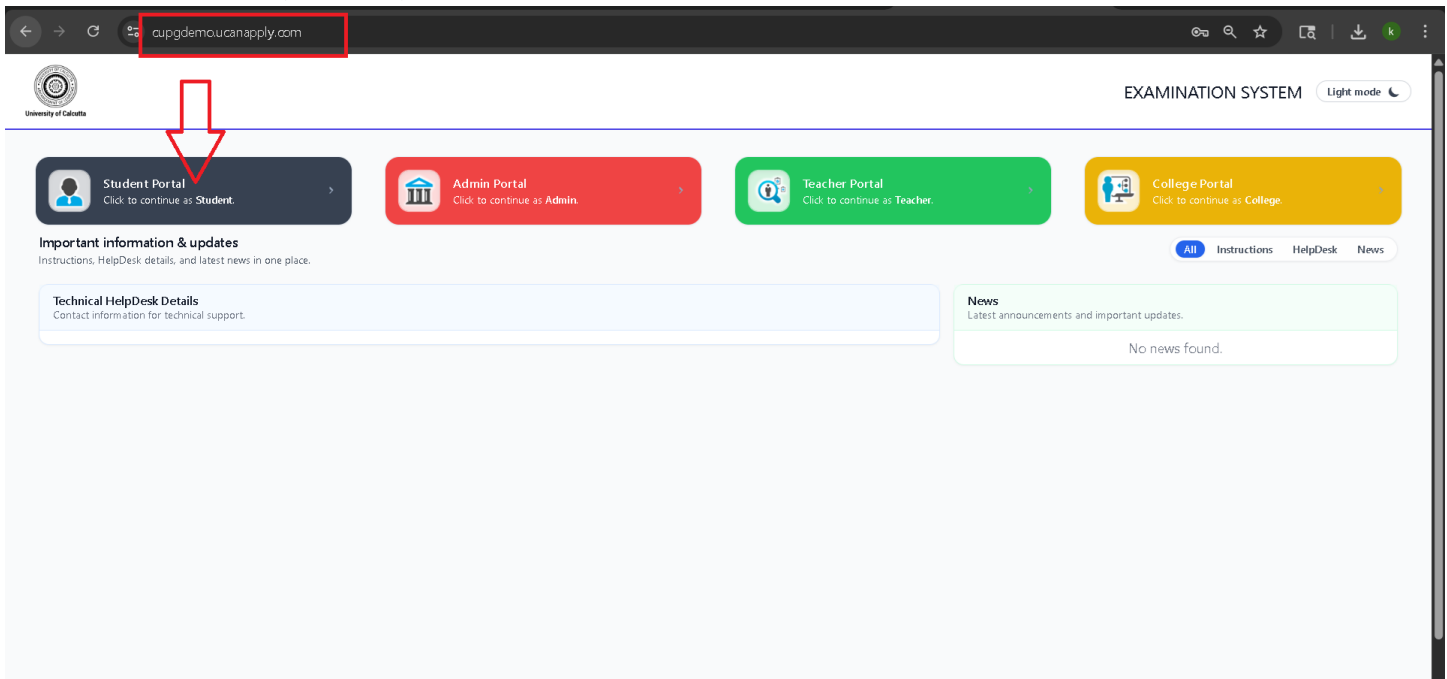 cupgdemo.ucanapply.com
k
University of Calcutta
EXAMINATION SYSTEM
Light mode
Student Portal
Click to continue as Student.
Admin Portal
Click to continue as Admin.
Teacher Portal
Click to continue as Teacher.
College Portal
Click to continue as College.
Important information & updates
Instructions, HelpDesk details, and latest news in one place.
All Instructions HelpDesk News
Technical HelpDesk Details
Contact information for technical support.
News
Latest announcements and important updates.
No news found.